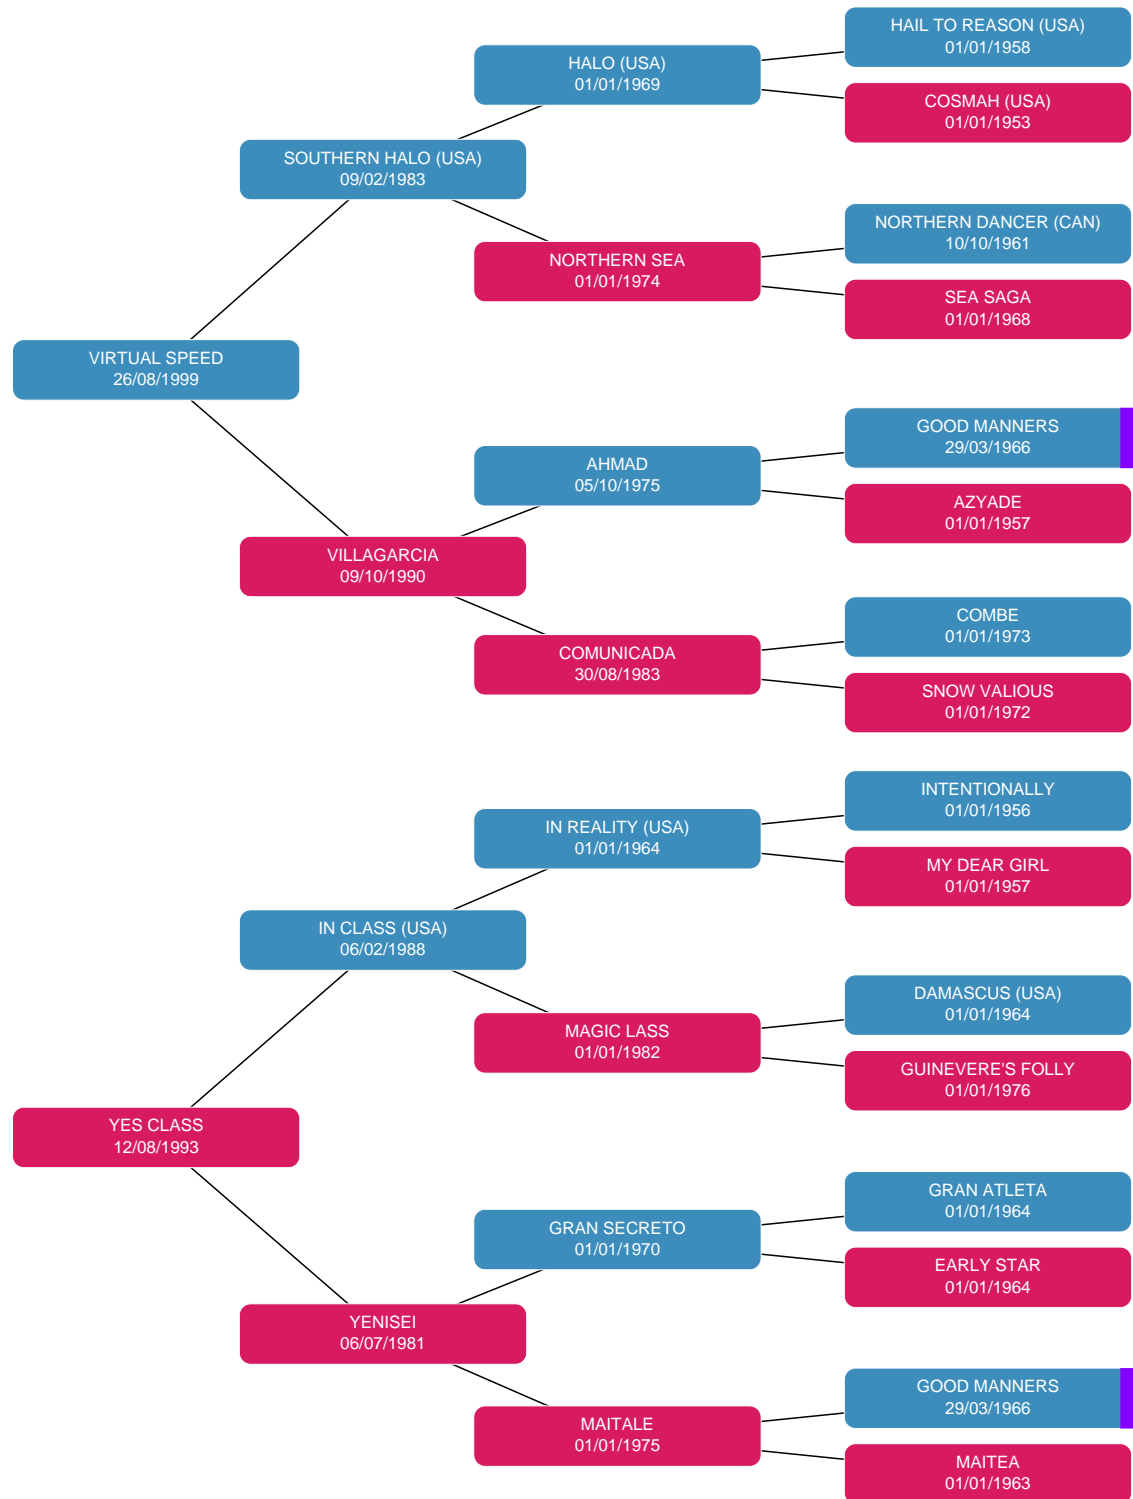 HAIL TO REASON (USA)
01/01/1958
HALO (USA)
01/01/1969
COSMAH (USA)
01/01/1953
SOUTHERN HALO (USA)
09/02/1983
NORTHERN DANCER (CAN)
10/10/1961
NORTHERN SEA
01/01/1974
SEA SAGA
01/01/1968
VIRTUAL SPEED
26/08/1999
GOOD MANNERS
29/03/1966
AHMAD
05/10/1975
AZYADE
01/01/1957
VILLAGARCIA
09/10/1990
COMBE
01/01/1973
COMUNICADA
30/08/1983
SNOW VALIOUS
01/01/1972
INTENTIONALLY
01/01/1956
IN REALITY (USA)
01/01/1964
MY DEAR GIRL
01/01/1957
IN CLASS (USA)
06/02/1988
DAMASCUS (USA)
01/01/1964
MAGIC LASS
01/01/1982
GUINEVERE'S FOLLY
01/01/1976
YES CLASS
12/08/1993
GRAN ATLETA
01/01/1964
GRAN SECRETO
01/01/1970
EARLY STAR
01/01/1964
YENISEI
06/07/1981
GOOD MANNERS
29/03/1966
MAITALE
01/01/1975
MAITEA
01/01/1963